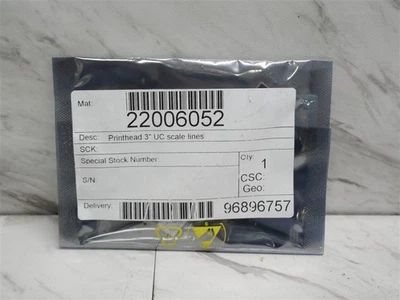 Mat:
22006052
Desc: Printhead 3" UC scale lines
SCK:
Special Stock Number:
Qty: 1
S/N:
CSC:
Geo:
Delivery: 96896757